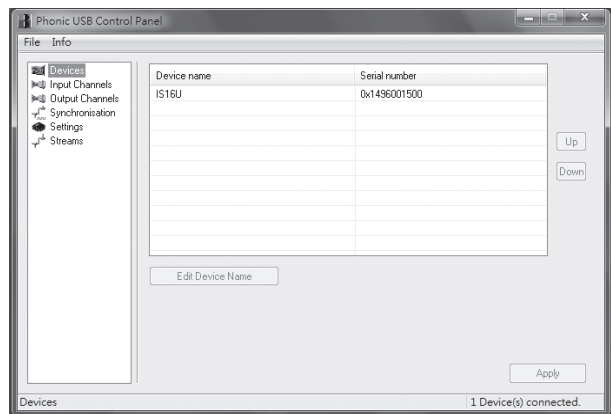 Phonic USB Control Panel
File Info
Devices
Input Channels
Output Channels
Synchronisation
Settings
Streams
Device name Serial number
IS16U 0x1496001500
Up
Down
Edit Device Name
Apply
Devices 1 Device(s) connected.